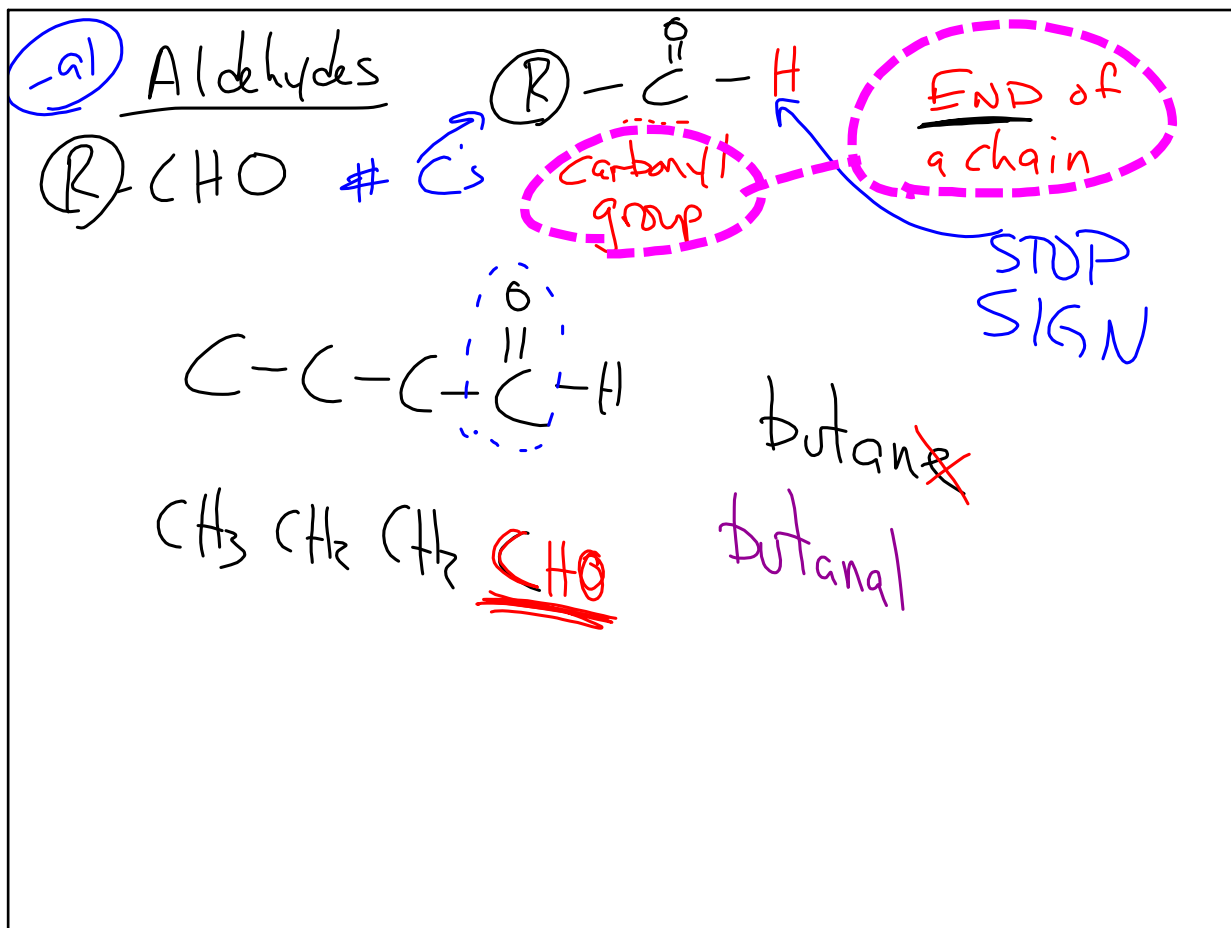 -al Aldehydes
R - C - H
O
END of
a chain
R-CHO # C's
carbonyl
group
STOP
SIGN
O
C-C-C-C-H
butane
CH3 CH2 CH2 CHO
butanal